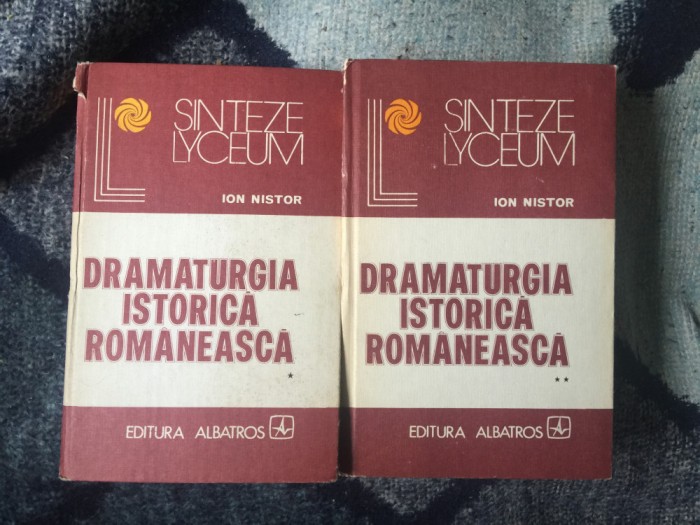 SINTEZE
LYCEUM
ION NISTOR
DRAMATURGIA
ISTORICĂ
ROMÂNEASCĂ
*
EDITURA ALBATROS
SINTEZE
LYCEUM
ION NISTOR
DRAMATURGIA
ISTORICĂ
ROMÂNEASCĂ
**
EDITURA ALBATROS